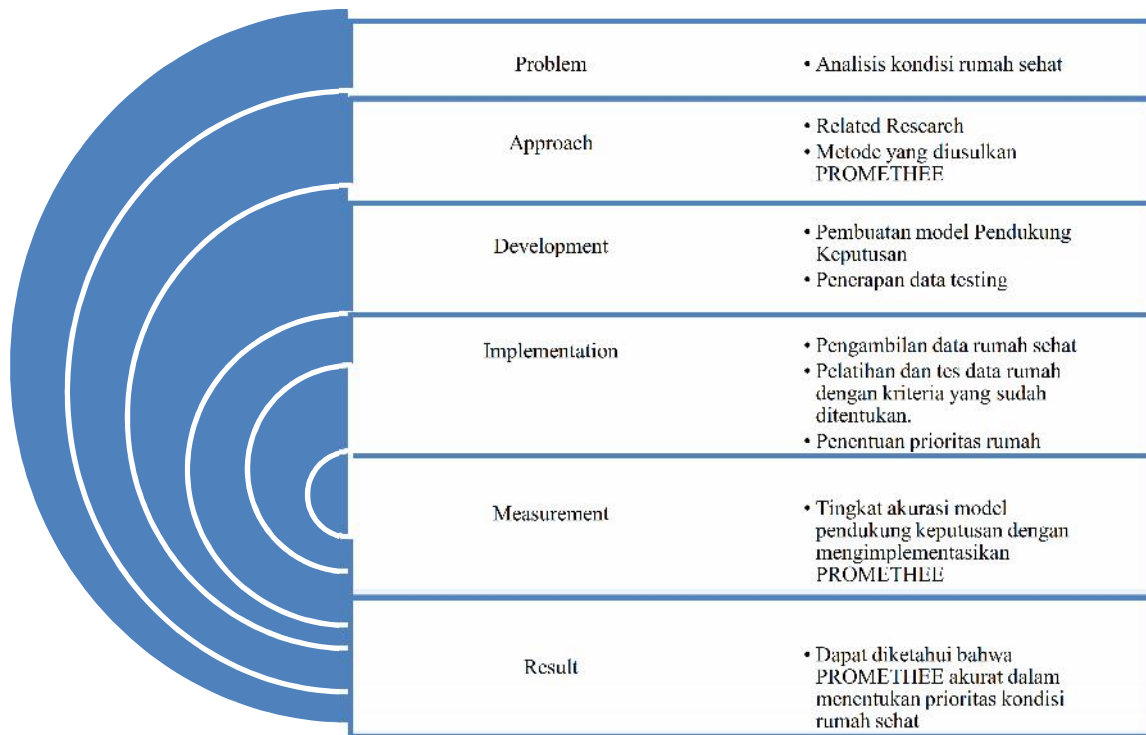 Problem
• Analisis kondisi rumah sehat
Approach
• Related Research
• Metode yang diusulkan
PROMETHEE
Development
• Pembuatan model Pendukung
Keputusan
• Penerapan data testing
Implementation
• Pengambilan data rumah sehat
• Pelatihan dan tes data rumah
dengan kriteria yang sudah
ditentukan.
• Penentuan prioritas rumah
Measurement
• Tingkat akurasi model
pendukung keputusan dengan
mengimplementasikan
PROMETHEE
Result
• Dapat diketahui bahwa
PROMETHEE akurat dalam
menentukan prioritas kondisi
rumah sehat